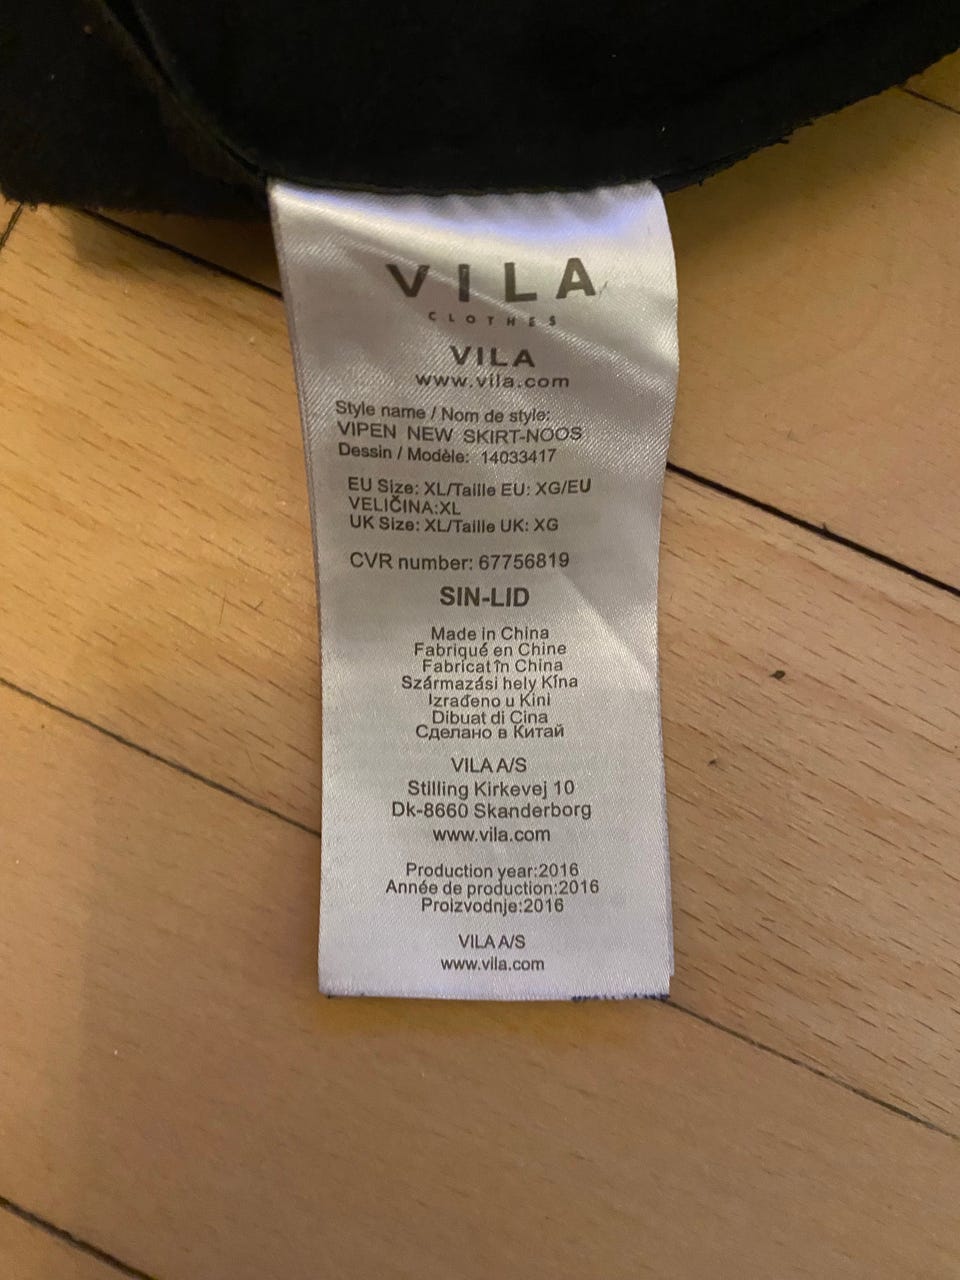 VILA
CLOTHES
VILA
www.vila.com
Style name / Nom de style:
VIPEN NEW SKIRT-NOOS
Dessin / Modèle: 14033417
EU Size: XL/Taille EU: XG/EU
VELIČINA:XL
UK Size: XL/Taille UK: XG
CVR number: 67756819
SIN-LID
Made in China
Fabriqué en Chine
Fabricat în China
Származási hely Kína
Izrađeno u Kini
Dibuat di Cina
Сделано в Китай
VILA A/S
Stilling Kirkevej 10
Dk-8660 Skanderborg
www.vila.com
Production year:2016
Année de production:2016
Proizvodnje:2016
VILA A/S
www.vila.com